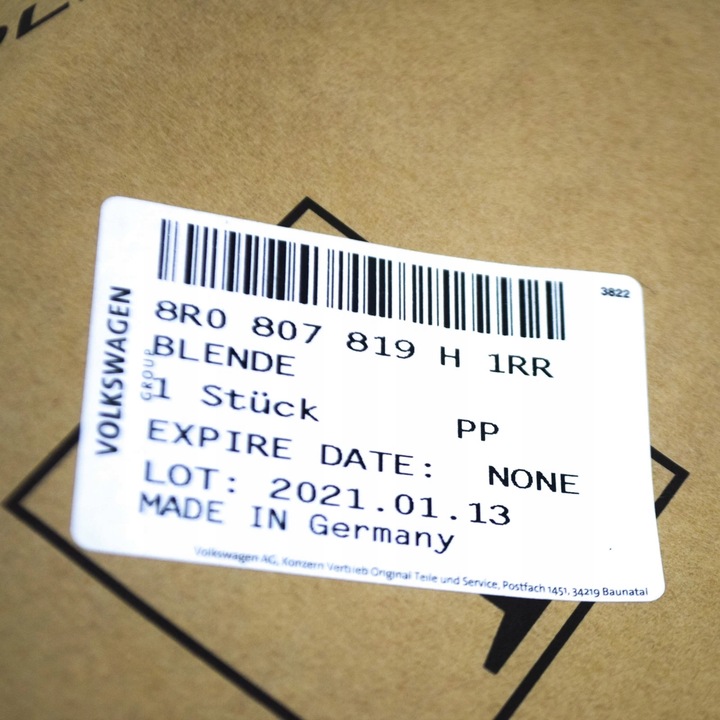 3822
8R0 807 819 H 1RR
BLENDE
1 Stück PP
EXPIRE DATE: NONE
LOT: 2021.01.13
MADE IN Germany
Volkswagen AG, Konzern Vertrieb Original Teile und Service, Postfach 1451, 34219 Baunatal
VOLKSWAGEN
GROUP